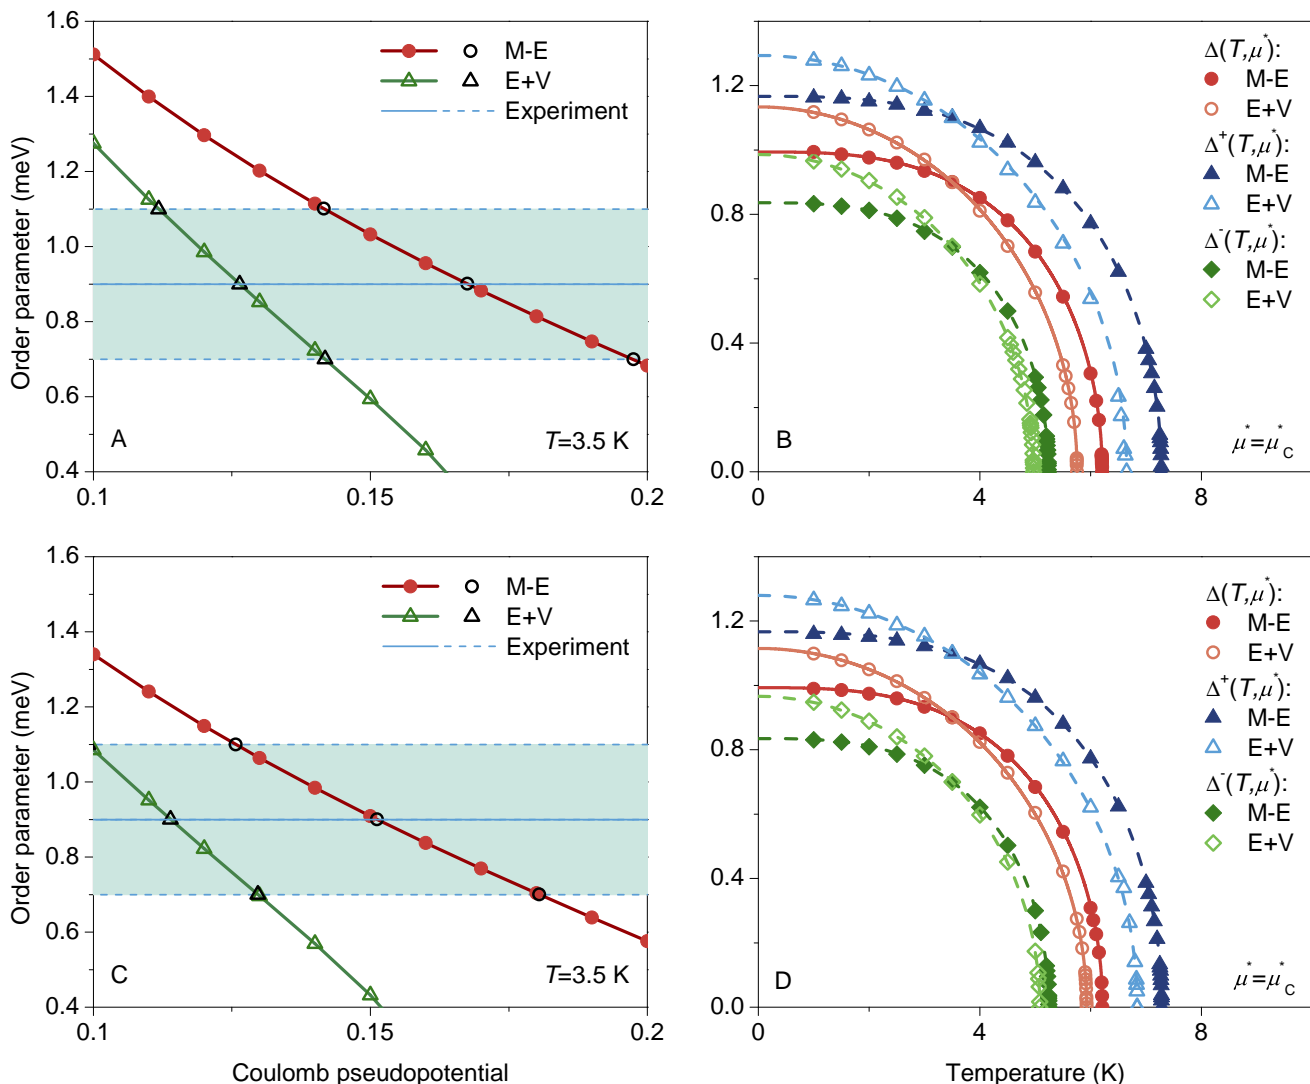 1.6
1.4
1.2
1.0
0.8
0.6
0.4
Order parameter (meV)
M-E
E+V
Experiment
A
T=3.5 K
0.1
0.15
0.2
1.2
0.8
0.4
0.0
Δ(T,μ*):
M-E
E+V
Δ+(T,μ*):
M-E
E+V
Δ-(T,μ*):
M-E
E+V
B
μ*=μ*C
0
4
8
1.6
1.4
1.2
1.0
0.8
0.6
0.4
Order parameter (meV)
M-E
E+V
Experiment
C
T=3.5 K
0.1
0.15
0.2
Coulomb pseudopotential
1.2
0.8
0.4
0.0
Δ(T,μ*):
M-E
E+V
Δ+(T,μ*):
M-E
E+V
Δ-(T,μ*):
M-E
E+V
D
μ*=μ*C
0
4
8
Temperature (K)